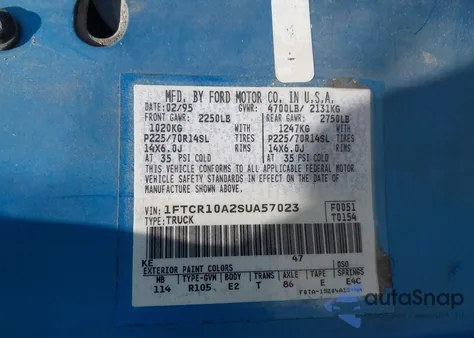 MFD. BY FORD MOTOR CO. IN U.S.A.
DATE: 02/95 GVWR: 4700LB/ 2131KG
FRONT GAWR: 2250LB REAR GAWR: 2750LB
1020KG WITH 1247KG WITH
P225/70R14SL TIRES P225/70R14SL TIRES
14X6.0J RIMS 14X6.0J RIMS
AT 35 PSI COLD AT 35 PSI COLD
THIS VEHICLE CONFORMS TO ALL APPLICABLE FEDERAL MOTOR
VEHICLE SAFETY STANDARDS IN EFFECT ON THE DATE OF
MANUFACTURE SHOWN ABOVE.
VIN: 1FTCR10A2SUA57023 F0051
TYPE: TRUCK T0154
KE 47
EXTERIOR PAINT COLORS DSO
WB TYPE-GVW BODY TRANS AXLE TAPE SPRINGS
114 R105 E2 T 86 E E4C
autoSnap